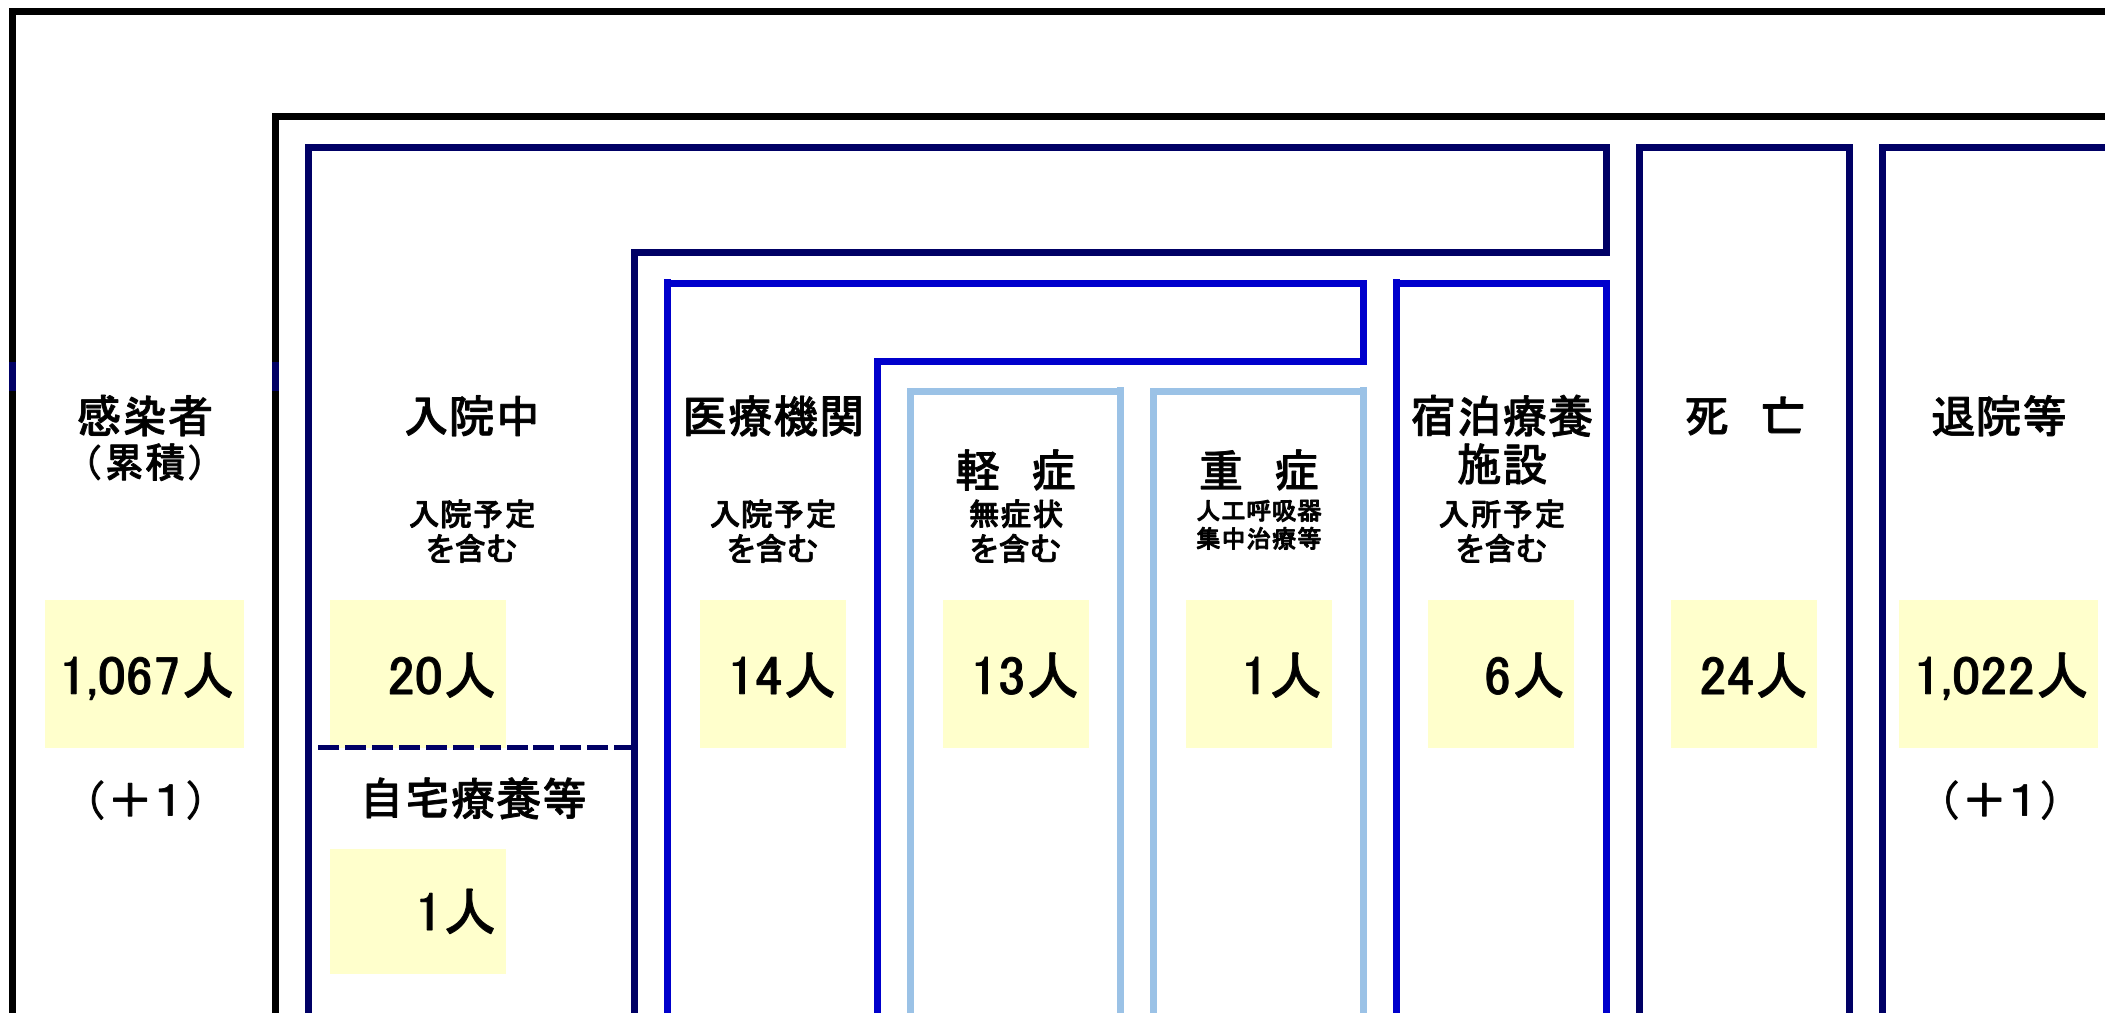 感染者
（累積）
1,067人
（＋１）
入院中
入院予定
を含む
20人
自宅療養等
1人
医療機関
入院予定
を含む
14人
軽　症
無症状
を含む
13人
重　症
人工呼吸器
集中治療等
1人
宿泊療養
施設
入所予定
を含む
6人
死　亡
24人
退院等
1,022人
（＋１）